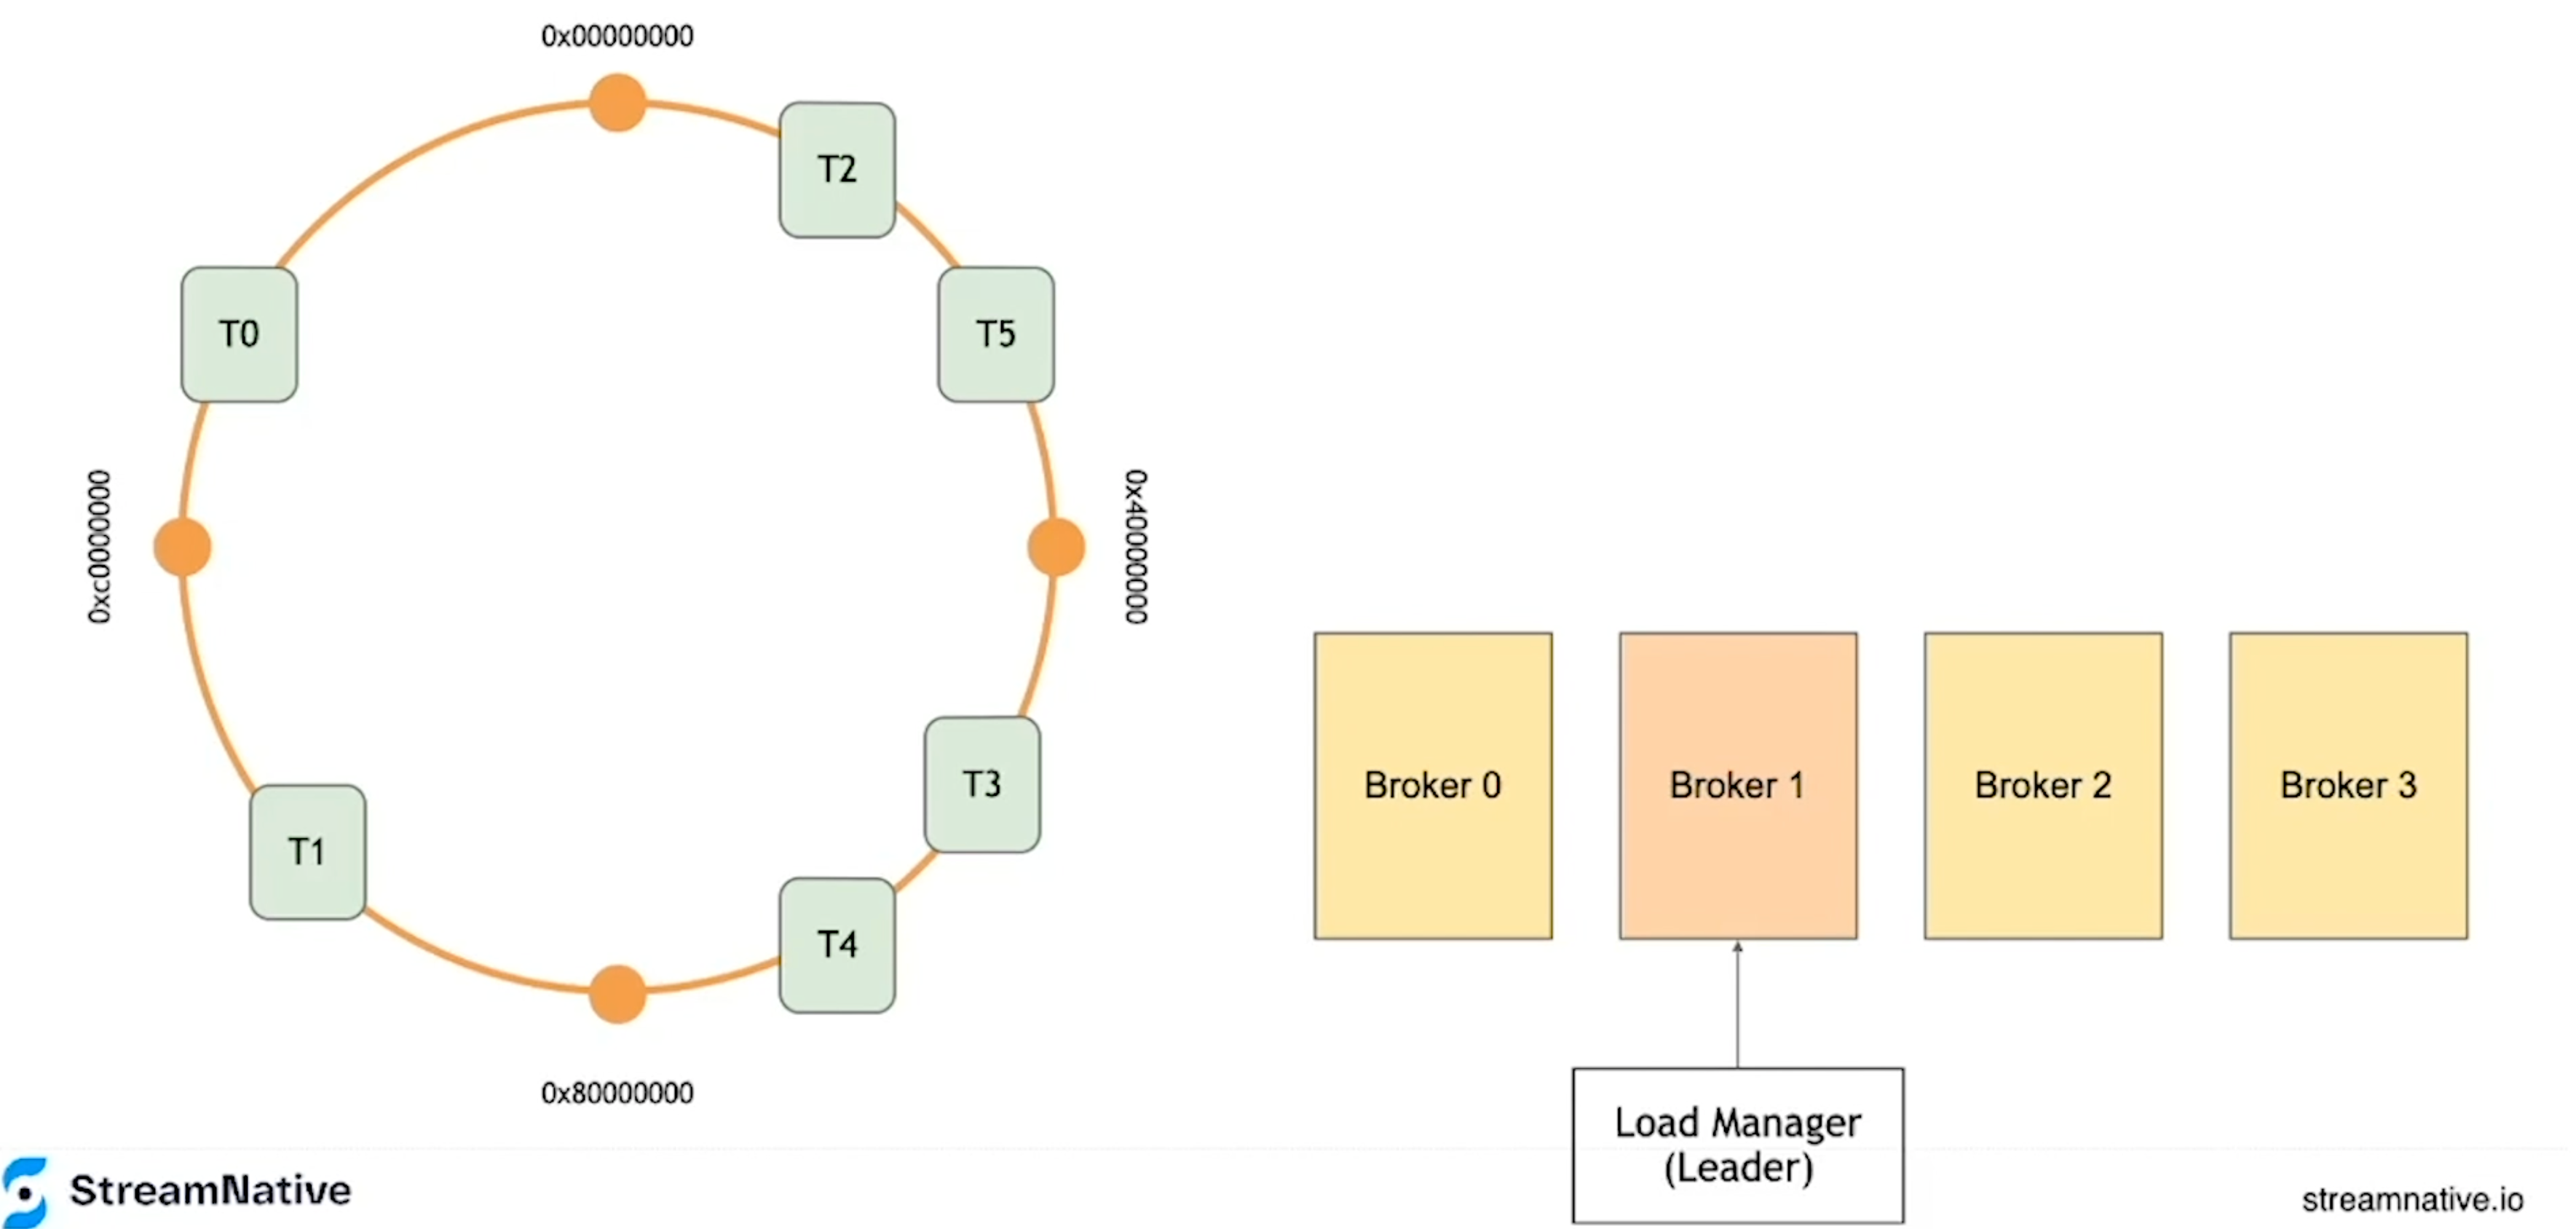 0x00000000
T2
T0
T5
0xc0000000
0x40000000
T3
T1
T4
0x80000000
Broker 0
Broker 1
Broker 2
Broker 3
Load Manager
(Leader)
StreamNative
streamnative.io